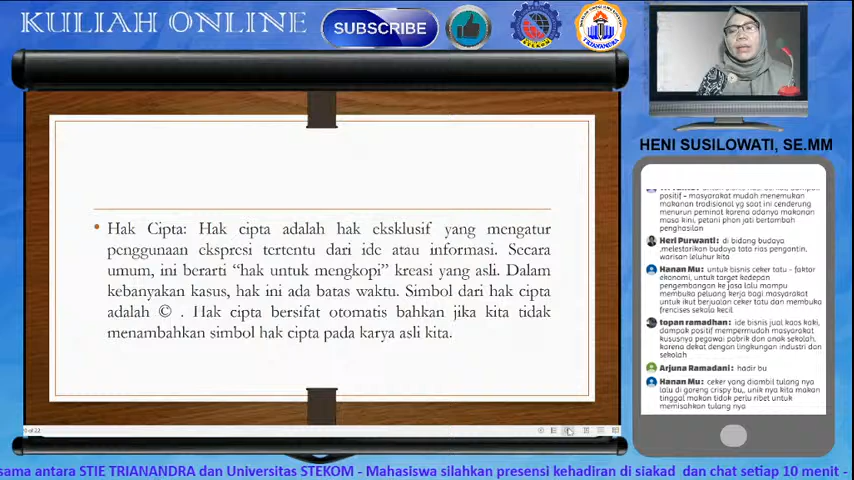 KULIAH ONLINE
SUBSCRIBE
STEKOM
TRIANANDRA
HENI SUSILOWATI, SE.MM
• Hak Cipta: Hak cipta adalah hak eksklusif yang mengatur
penggunaan ekspresi tertentu dari ide atau informasi. Secara
umum, ini berarti “hak untuk mengkopi” kreasi yang asli. Dalam
kebanyakan kasus, hak ini ada batas waktu. Simbol dari hak cipta
adalah © . Hak cipta bersifat otomatis bahkan jika kita tidak
menambahkan simbol hak cipta pada karya asli kita.
positif - masyarakat mudah menemukan
makanan tradisional yg saat ini cenderung
menurun peminat karena adanya makanan
masa kini, petani phon jati bertambah
penghasilan
Heri Purwanti: di bidang budaya
,melestarikan budaya tata rias pengantin,
warisan leluhur kita
Hanan Mu: untuk bisnis ceker tatu - faktor
ekonomi, untuk target kedepan
pengembangan ke jasa lalu mampu
membuka peluang kerja bagi masyarakat
untuk ikut berjualan ceker tatu dan membuka
frencises sekala kecil
topan ramadhan: ide bisnis jual kaos kaki,
dampak positif mempermudah masyarakat
kususnya pegawai pabrik dan anak sekolah,
karena dekat dengan lingkungan industri dan
sekolah
Arjuna Ramadani: hadir bu
Hanan Mu: ceker yang diambil tulang nya
lalu di goreng crispy bu,. unik nya kita makan
tinggal makan tidak perlu ribet untuk
memisahkan tulang nya
of 22
sama antara STIE TRIANANDRA dan Universitas STEKOM - Mahasiswa silahkan presensi kehadiran di siakad dan chat setiap 10 menit -